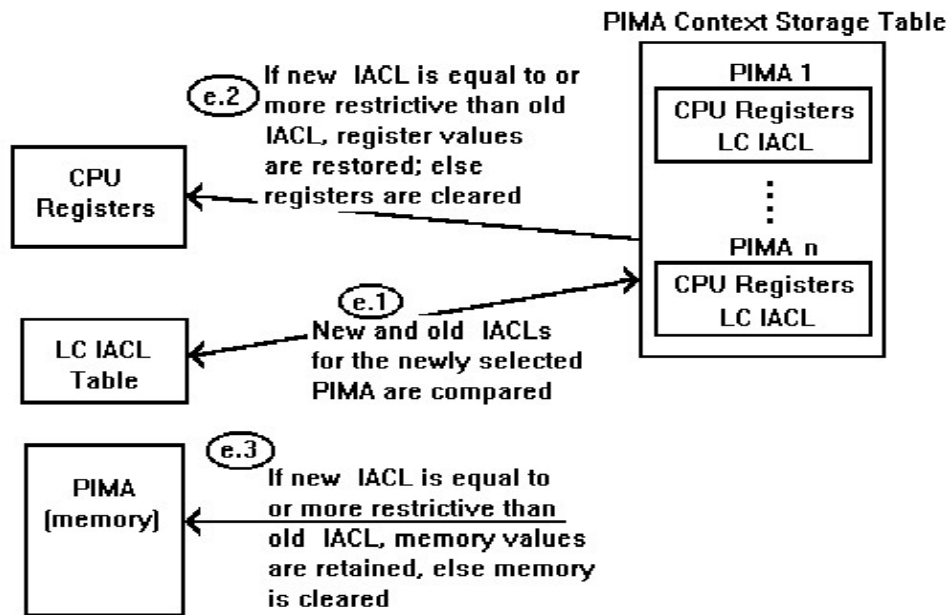 PIMA Context Storage Table
PIMA 1
CPU Registers
LC IACL
PIMA n
CPU Registers
LC IACL
e.2
If new IACL is equal to or
more restrictive than old
IACL, register values
are restored; else
registers are cleared
CPU
Registers
e.1
New and old IACLs
for the newly selected
PIMA are compared
LC IACL
Table
e.3
If new IACL is equal to
or more restrictive than
old IACL, memory values
are retained, else memory
is cleared
PIMA
(memory)